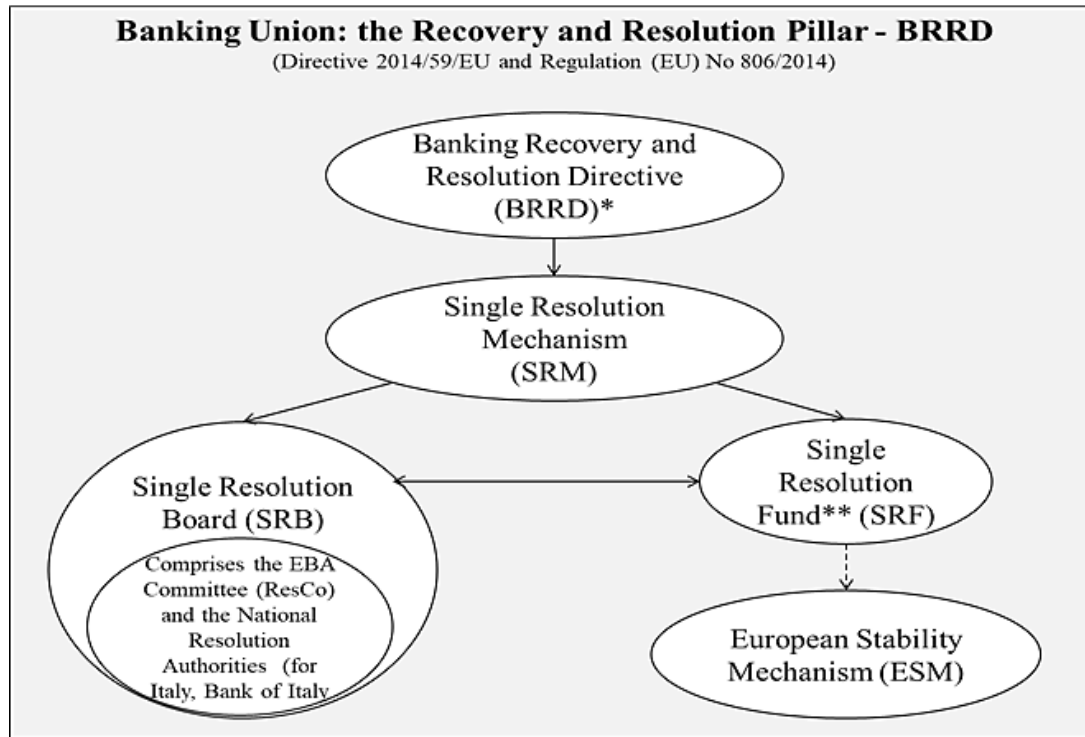 Banking Union: the Recovery and Resolution Pillar - BRRD
(Directive 2014/59/EU and Regulation (EU) No 806/2014)
Banking Recovery and
Resolution Directive
(BRRD)*
Single Resolution
Mechanism
(SRM)
Single Resolution
Board (SRB)
Comprises the EBA
Committee (ResCo)
and the National
Resolution
Authorities (for
Italy, Bank of Italy
Single
Resolution
Fund** (SRF)
European Stability
Mechanism (ESM)